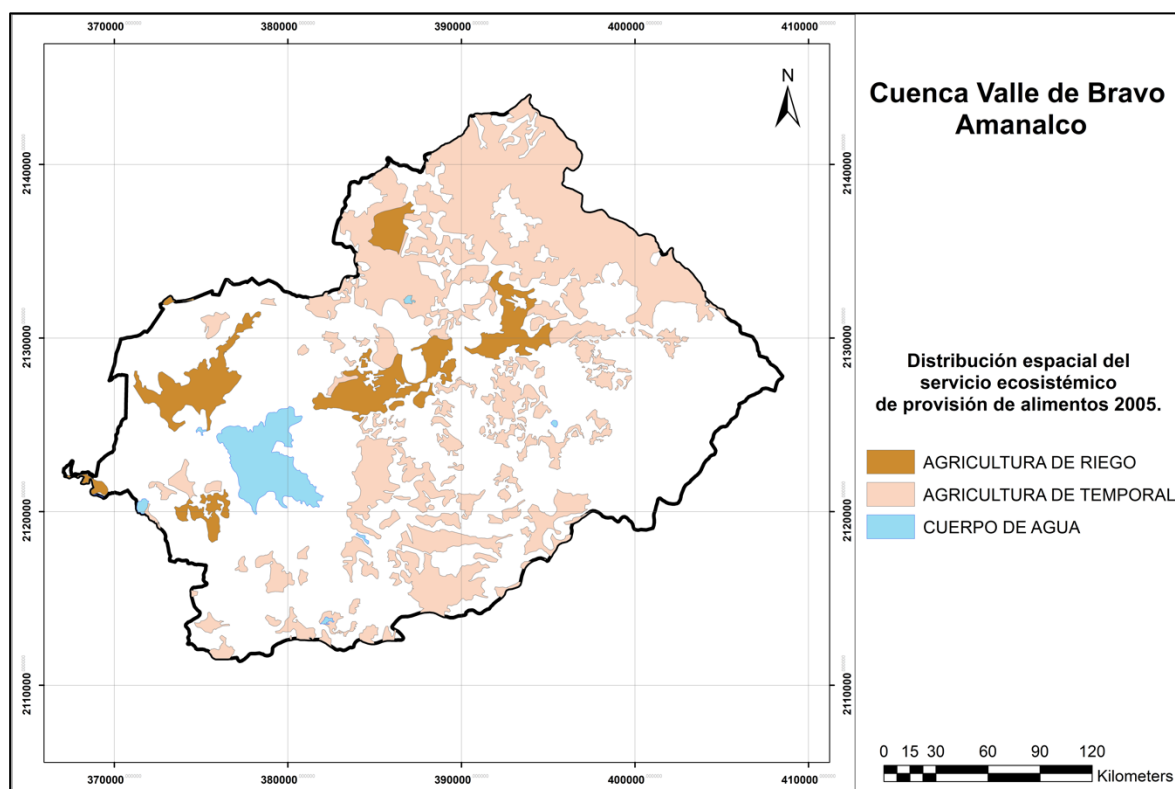 370000 380000 390000 400000 410000
N
2140000 2140000
2130000 2130000
2120000 2120000
2110000 2110000
370000 380000 390000 400000 410000
Cuenca Valle de Bravo
Amanalco
Distribución espacial del
servicio ecosistémico
de provisión de alimentos 2005.
AGRICULTURA DE RIEGO
AGRICULTURA DE TEMPORAL
CUERPO DE AGUA
0 15 30 60 90 120
Kilometers